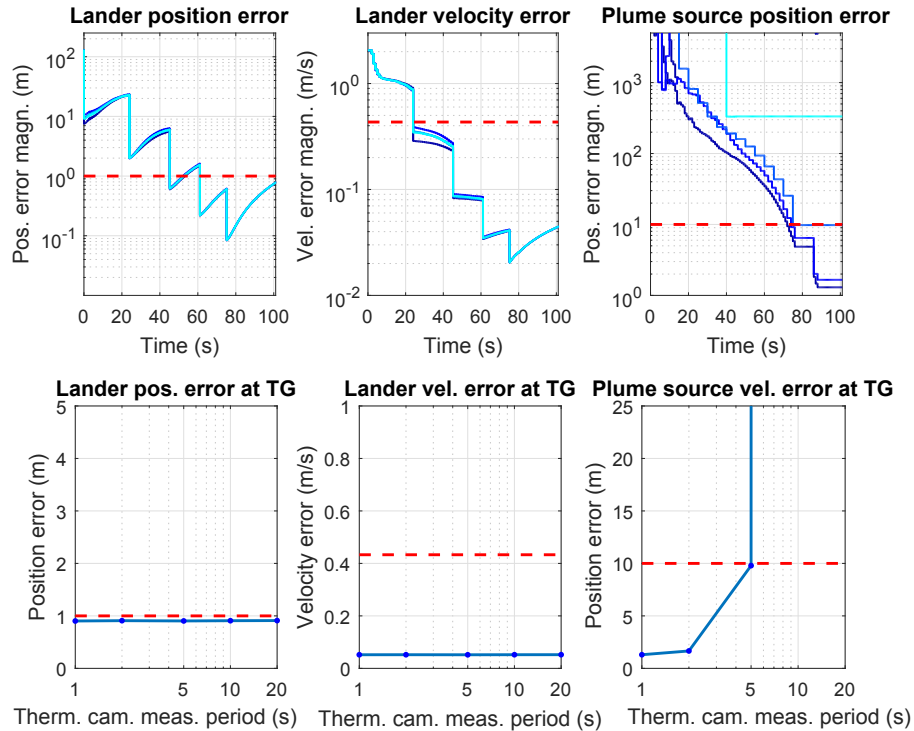 Lander position error
Lander velocity error
Plume source position error
Pos. error magn. (m)
10^2
10^1
10^0
10^-1
0 20 40 60 80 100
Time (s)
Vel. error magn. (m/s)
10^0
10^-1
10^-2
0 20 40 60 80 100
Time (s)
Pos. error magn. (m)
10^3
10^2
10^1
10^0
0 20 40 60 80 100
Time (s)
Lander pos. error at TG
Lander vel. error at TG
Plume source vel. error at TG
Position error (m)
5
4
3
2
1
0
1 5 10 20
Therm. cam. meas. period (s)
Velocity error (m/s)
1
0.8
0.6
0.4
0.2
0
1 5 10 20
Therm. cam. meas. period (s)
Position error (m)
25
20
15
10
5
0
1 5 10 20
Therm. cam. meas. period (s)